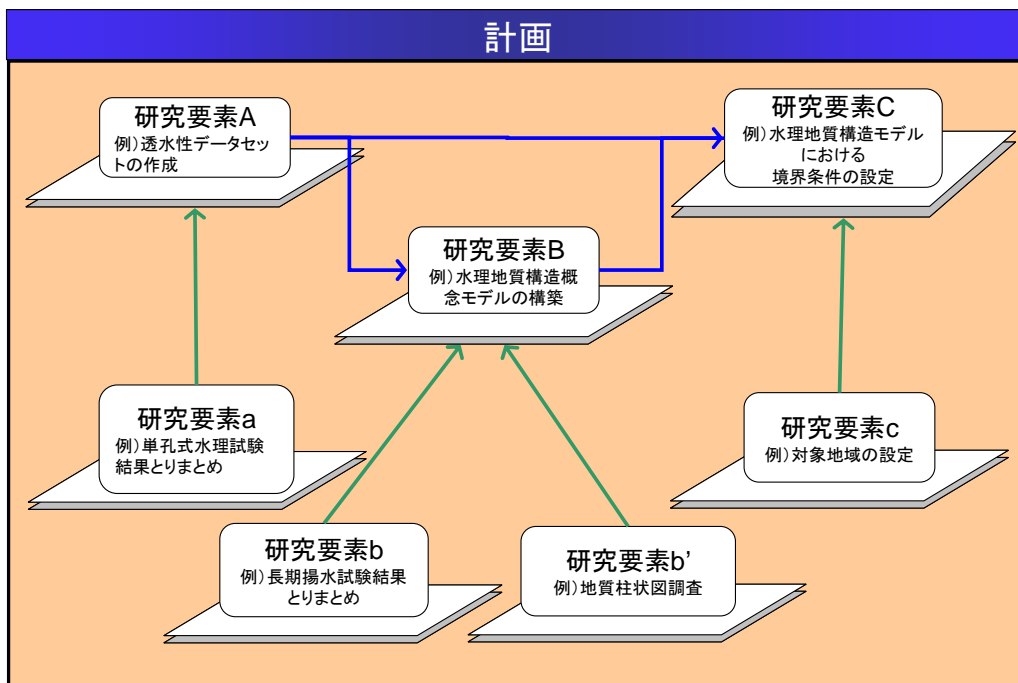 計画
研究要素A
例）透水性データセッ
トの作成
研究要素C
例）水理地質構造モデル
における
境界条件の設定
研究要素B
例）水理地質構造概
念モデルの構築
研究要素a
例）単孔式水理試験
結果とりまとめ
研究要素c
例）対象地域の設定
研究要素b
例）長期揚水試験結果
とりまとめ
研究要素b’
例）地質柱状図調査